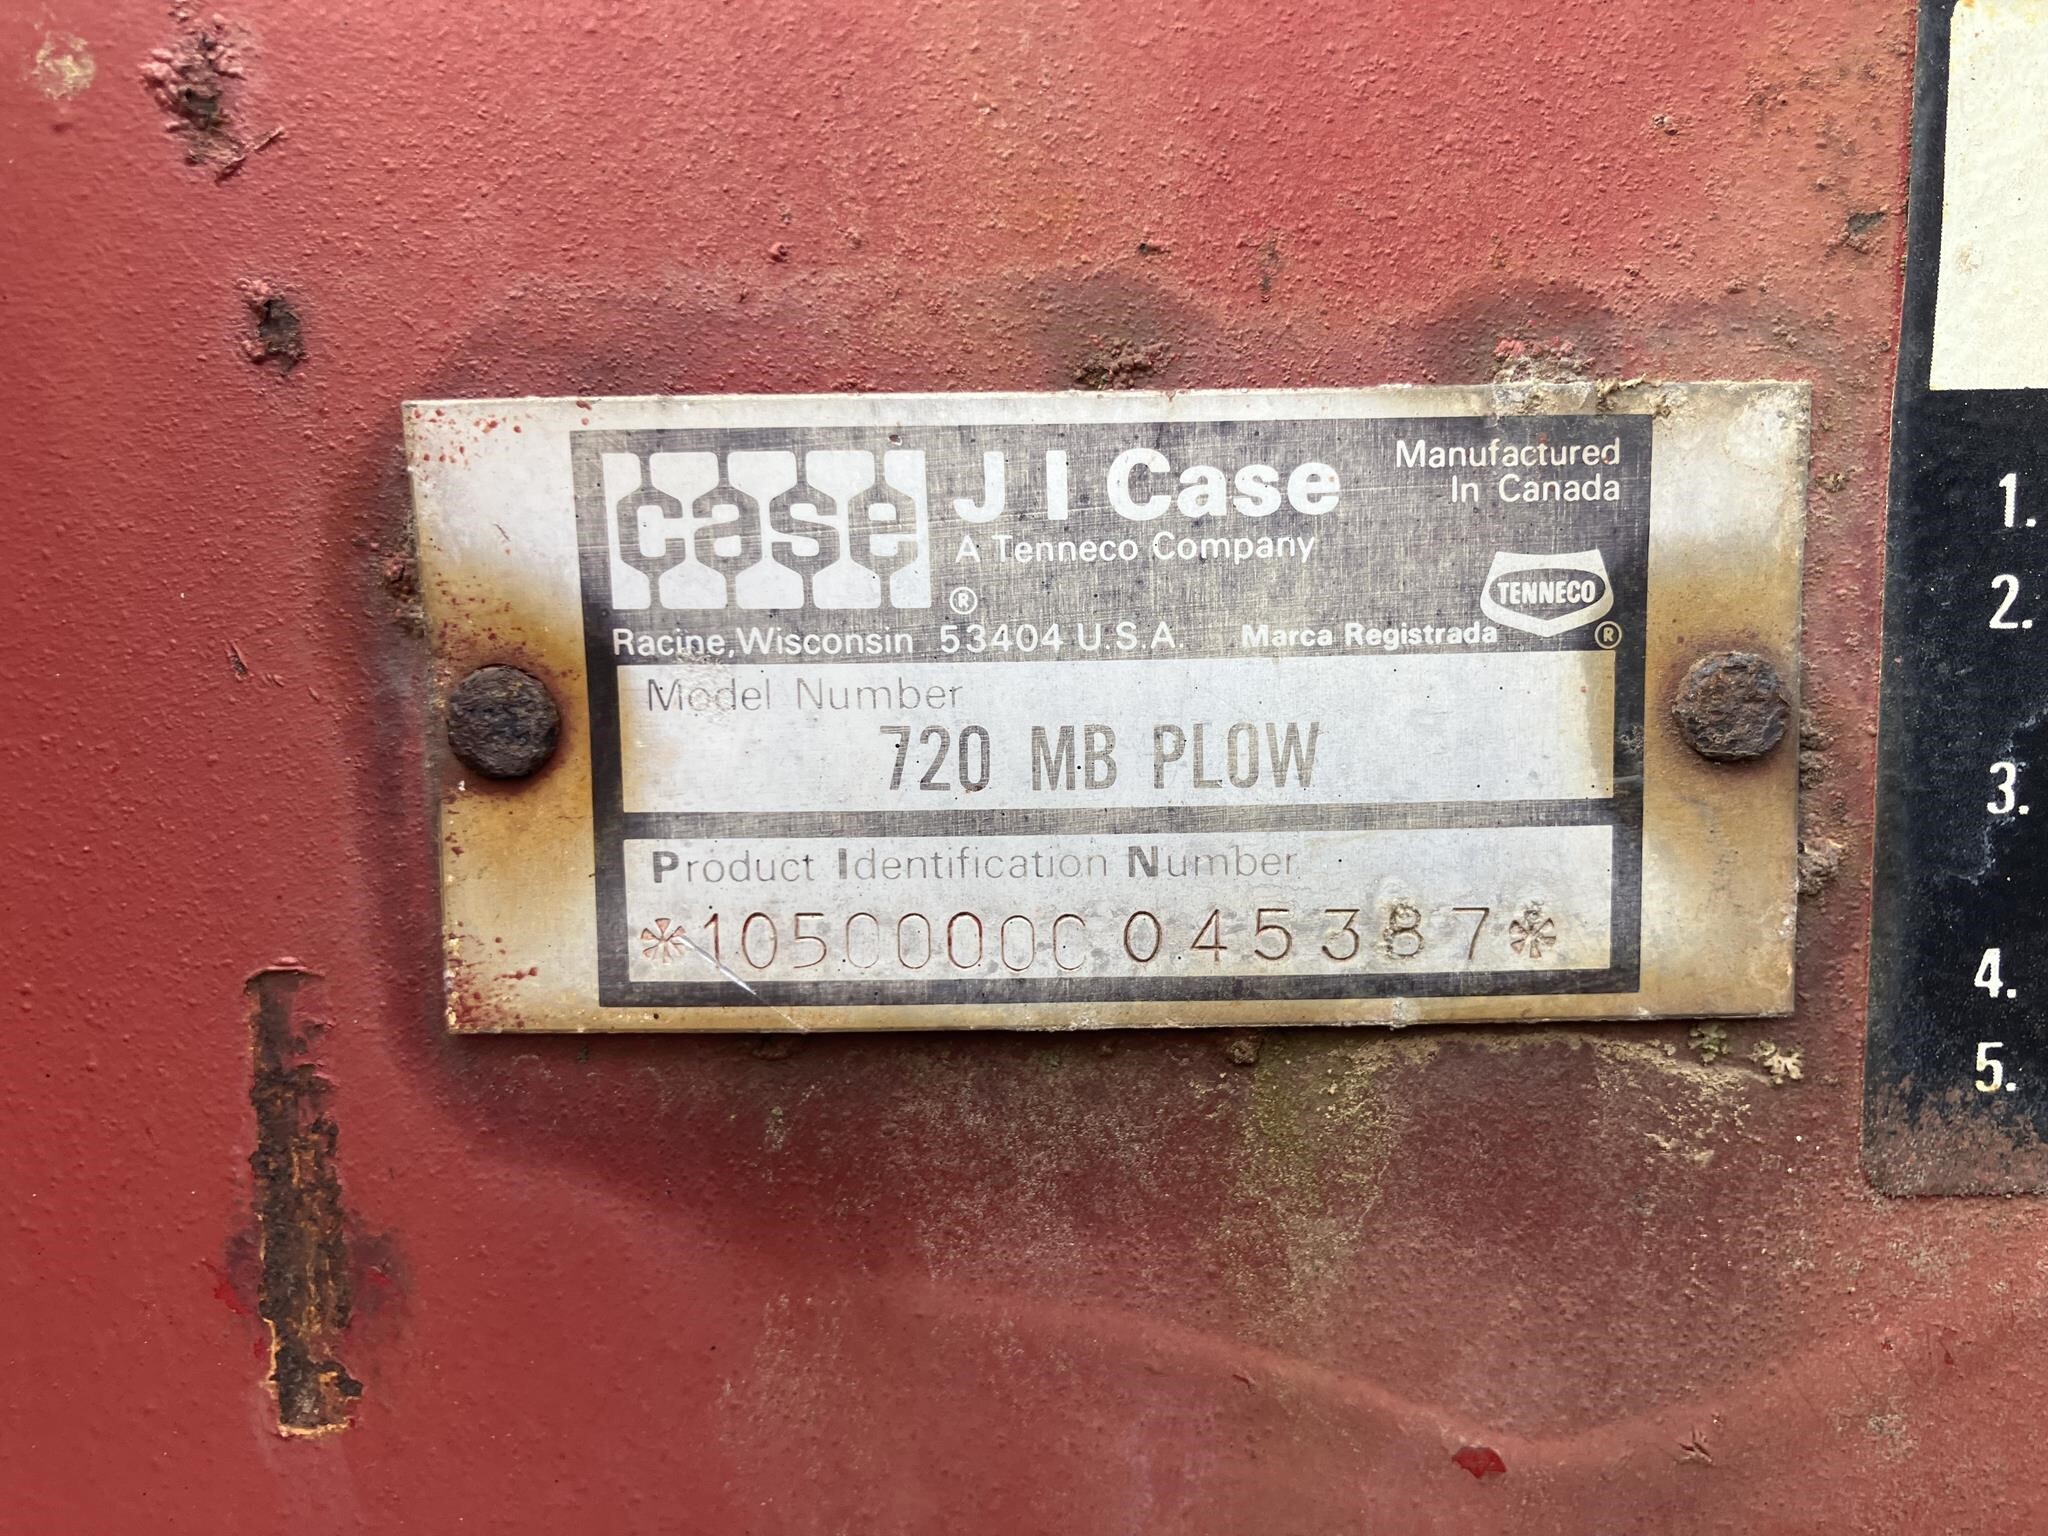 case J I Case
Manufactured
In Canada
A Tenneco Company
TENNECO
®
Racine, Wisconsin 53404 U.S.A.
Marca Registrada ®
Model Number
720 MB PLOW
Product Identification Number
*1050000C 045387*
1.
2.
3.
4.
5.